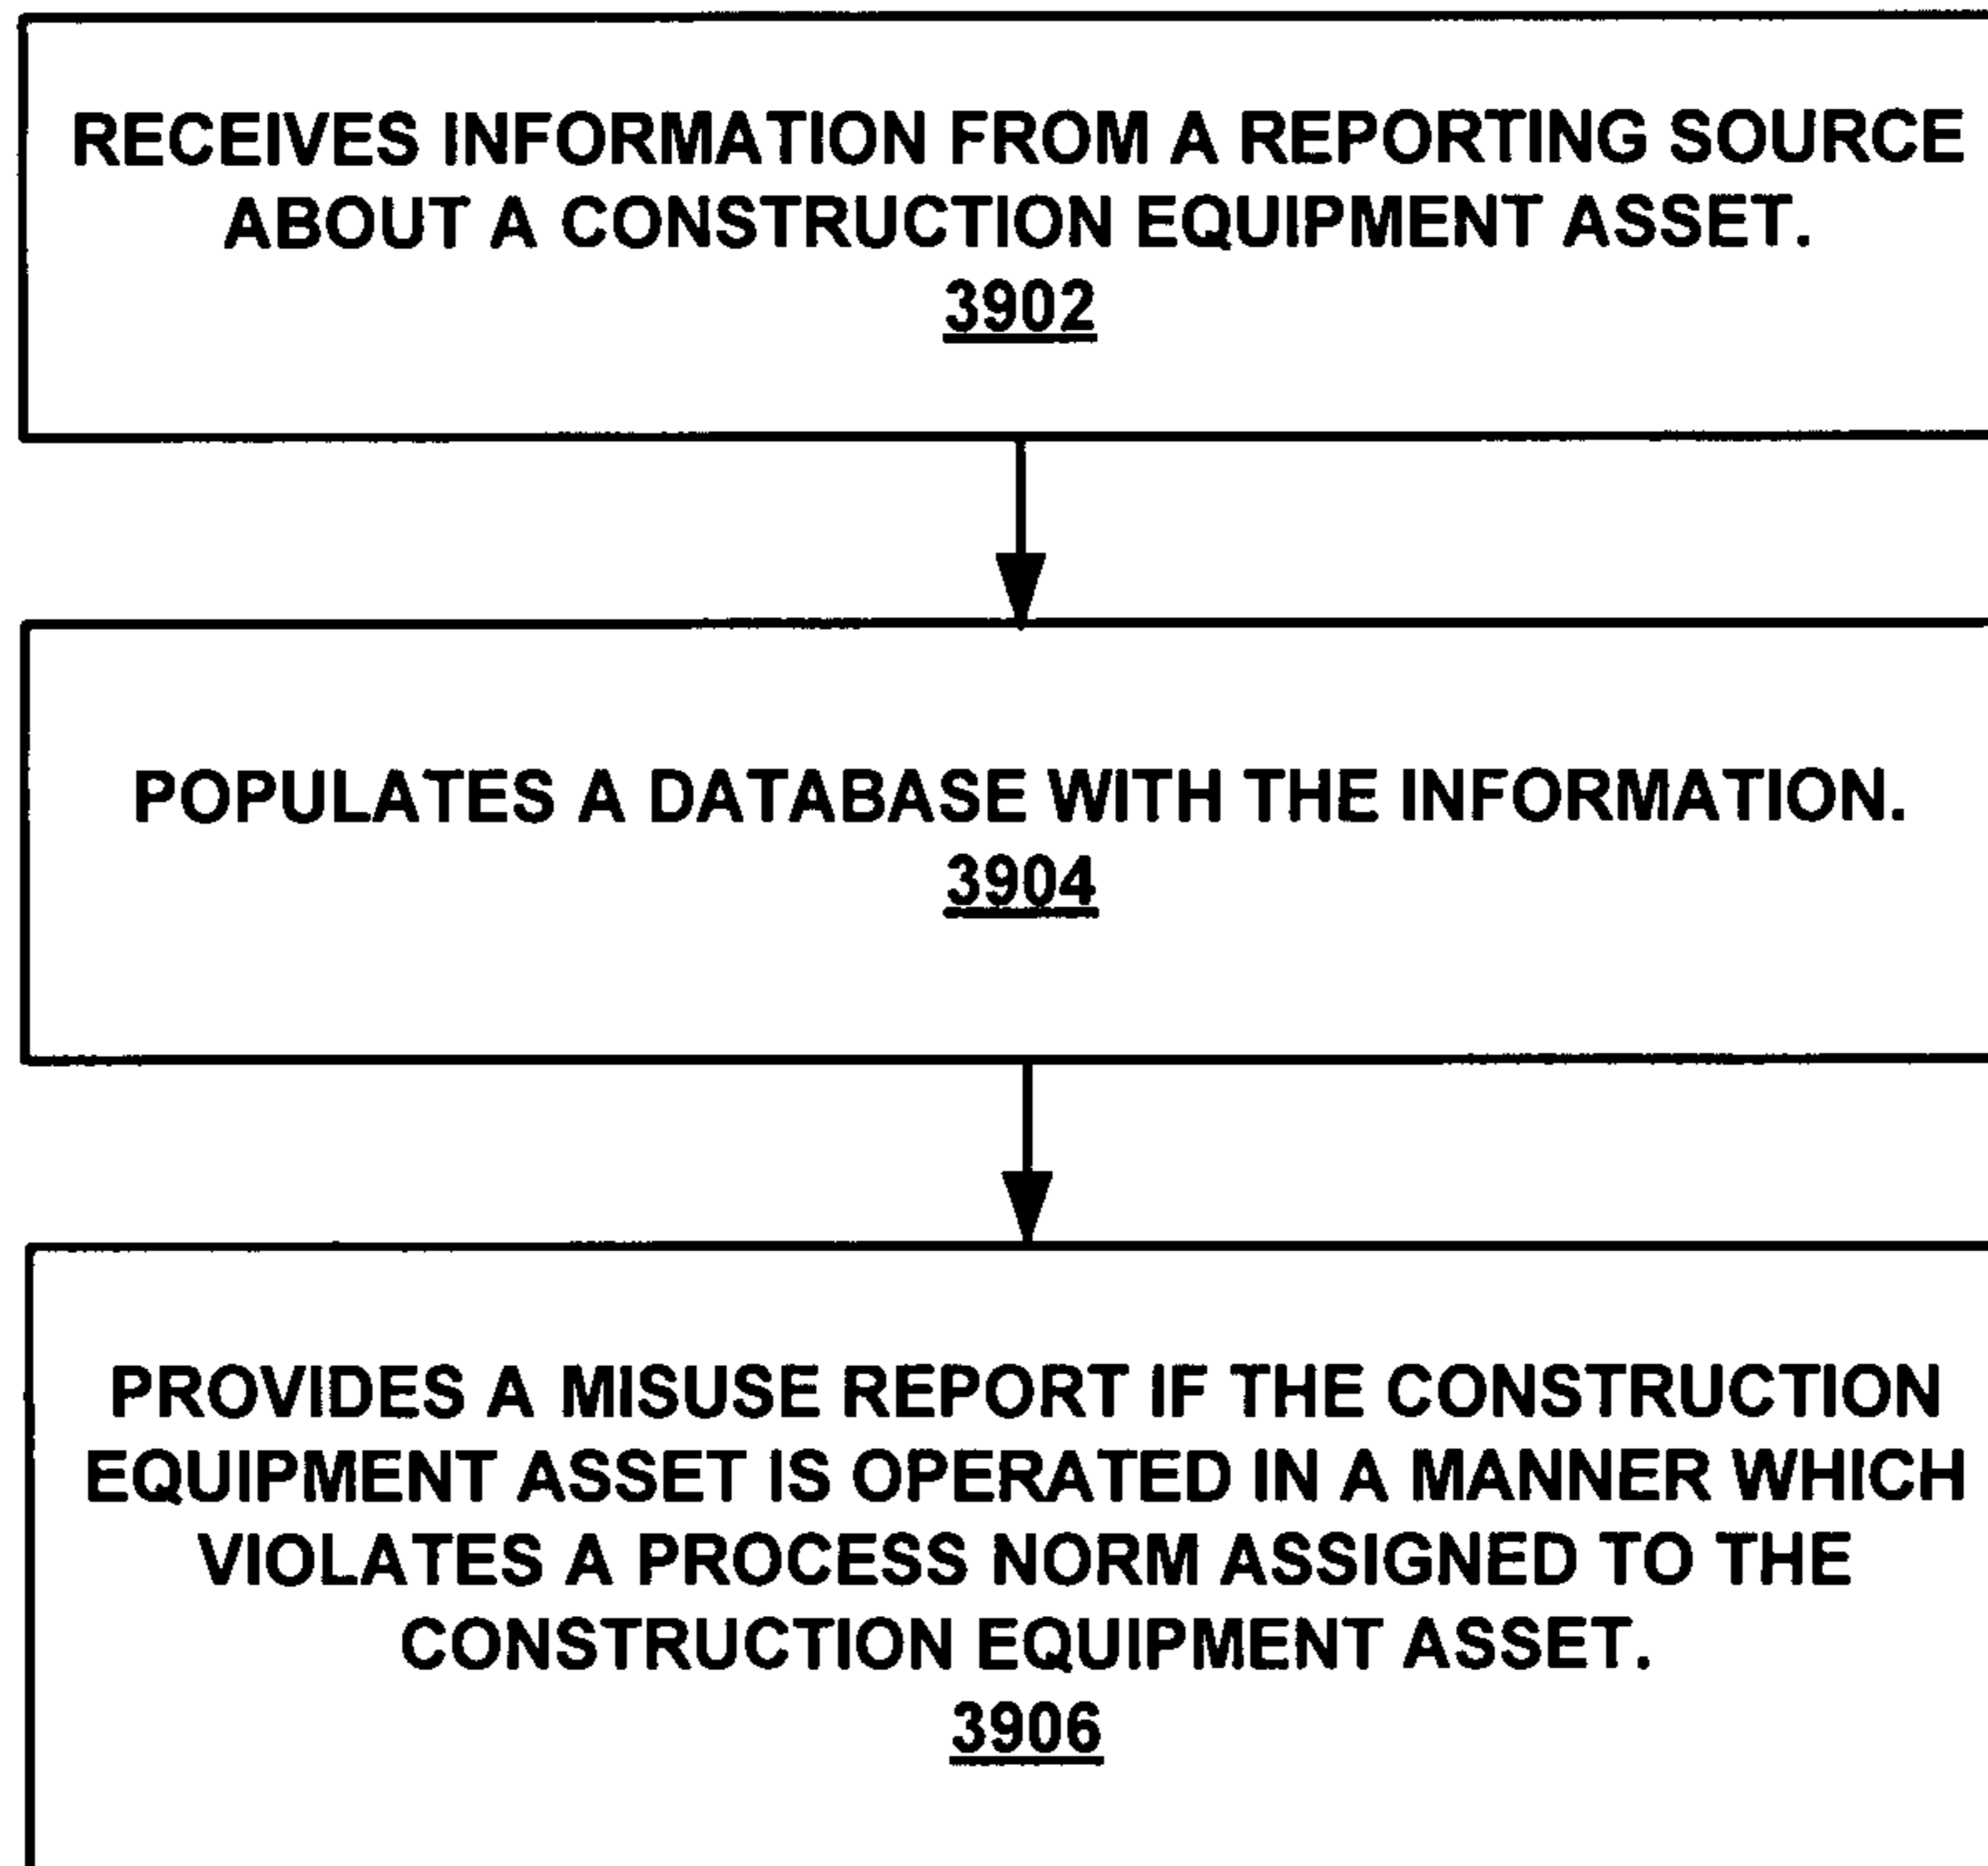 RECEIVES INFORMATION FROM A REPORTING SOURCE
ABOUT A CONSTRUCTION EQUIPMENT ASSET.
3902
POPULATES A DATABASE WITH THE INFORMATION.
3904
PROVIDES A MISUSE REPORT IF THE CONSTRUCTION
EQUIPMENT ASSET IS OPERATED IN A MANNER WHICH
VIOLATES A PROCESS NORM ASSIGNED TO THE
CONSTRUCTION EQUIPMENT ASSET.
3906